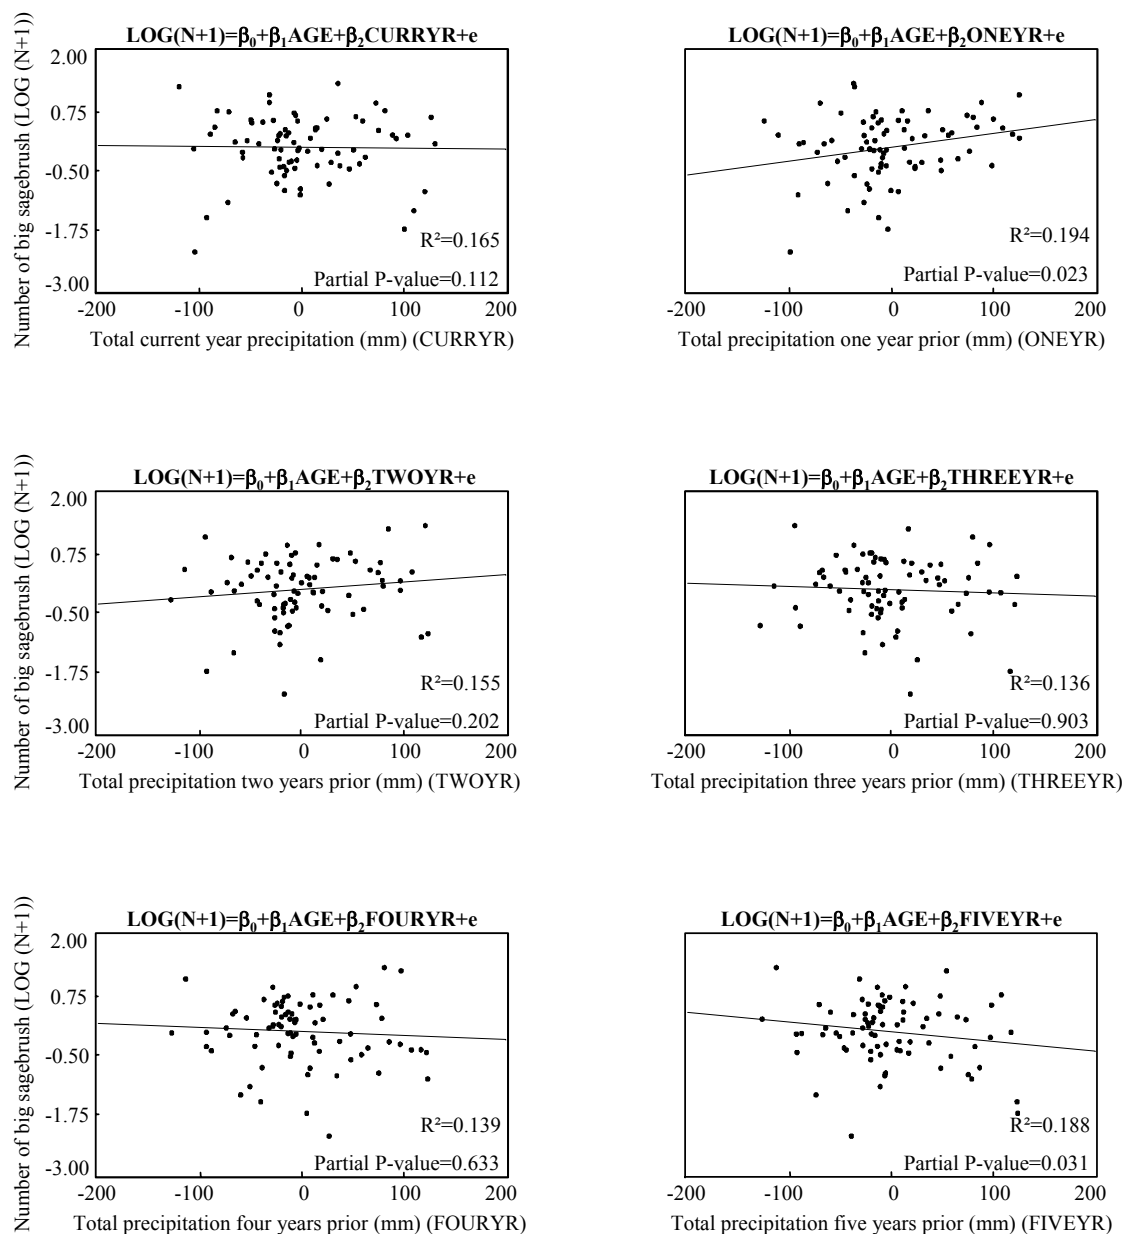 LOG(N+1)=β₀+β₁AGE+β₂CURRYR+e
Number of big sagebrush (LOG (N+1))
2.00
0.75
-0.50
-1.75
-3.00
R²=0.165
Partial P-value=0.112
-200 -100 0 100 200
Total current year precipitation (mm) (CURRYR)
LOG(N+1)=β₀+β₁AGE+β₂ONEYR+e
R²=0.194
Partial P-value=0.023
-200 -100 0 100 200
Total precipitation one year prior (mm) (ONEYR)
LOG(N+1)=β₀+β₁AGE+β₂TWOYR+e
Number of big sagebrush (LOG (N+1))
2.00
0.75
-0.50
-1.75
-3.00
R²=0.155
Partial P-value=0.202
-200 -100 0 100 200
Total precipitation two years prior (mm) (TWOYR)
LOG(N+1)=β₀+β₁AGE+β₂THREEYR+e
R²=0.136
Partial P-value=0.903
-200 -100 0 100 200
Total precipitation three years prior (mm) (THREEYR)
LOG(N+1)=β₀+β₁AGE+β₂FOURYR+e
Number of big sagebrush (LOG (N+1))
2.00
0.75
-0.50
-1.75
-3.00
R²=0.139
Partial P-value=0.633
-200 -100 0 100 200
Total precipitation four years prior (mm) (FOURYR)
LOG(N+1)=β₀+β₁AGE+β₂FIVEYR+e
R²=0.188
Partial P-value=0.031
-200 -100 0 100 200
Total precipitation five years prior (mm) (FIVEYR)